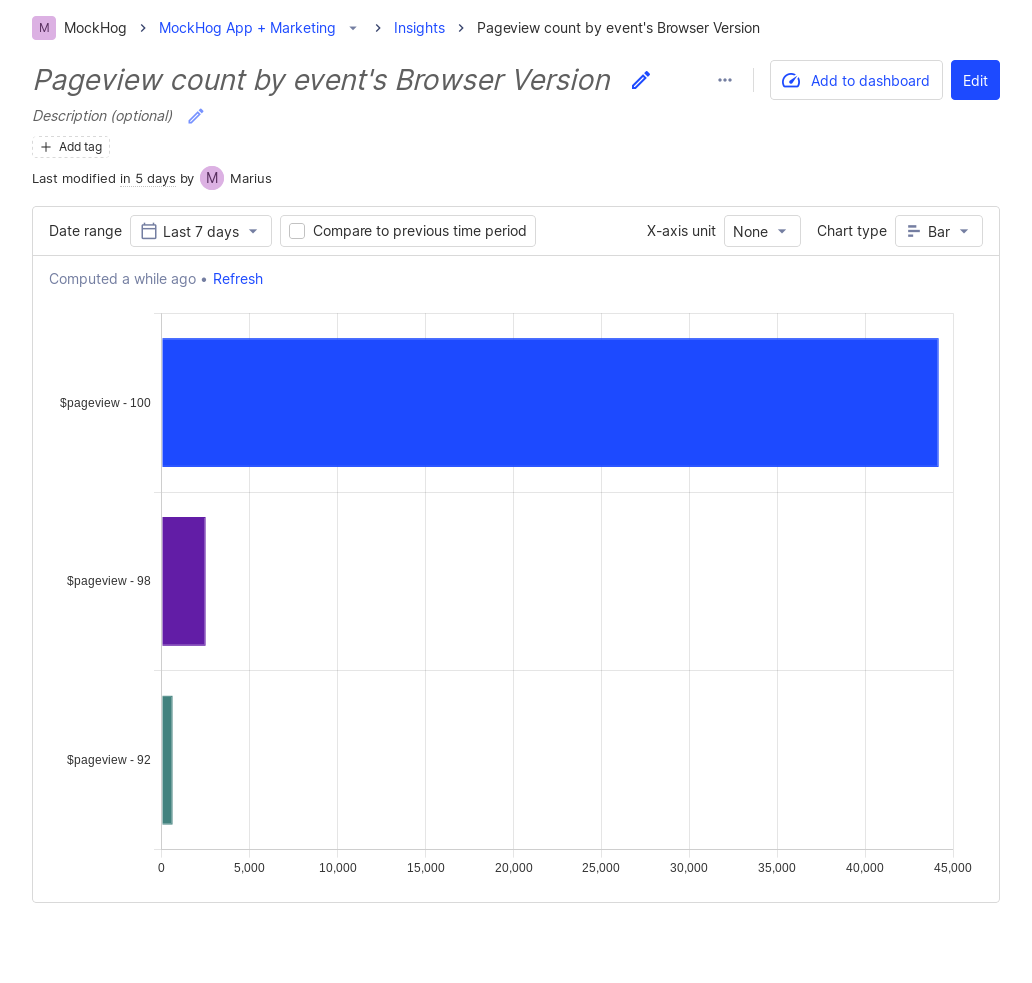 M MockHog MockHog App + Marketing Insights Pageview count by event's Browser Version
Pageview count by event's Browser Version Add to dashboard Edit
Description (optional)
Add tag
Last modified in 5 days by M Marius
Date range Last 7 days Compare to previous time period X-axis unit None Chart type Bar
Computed a while ago • Refresh
$pageview - 100
$pageview - 98
$pageview - 92
0 5,000 10,000 15,000 20,000 25,000 30,000 35,000 40,000 45,000